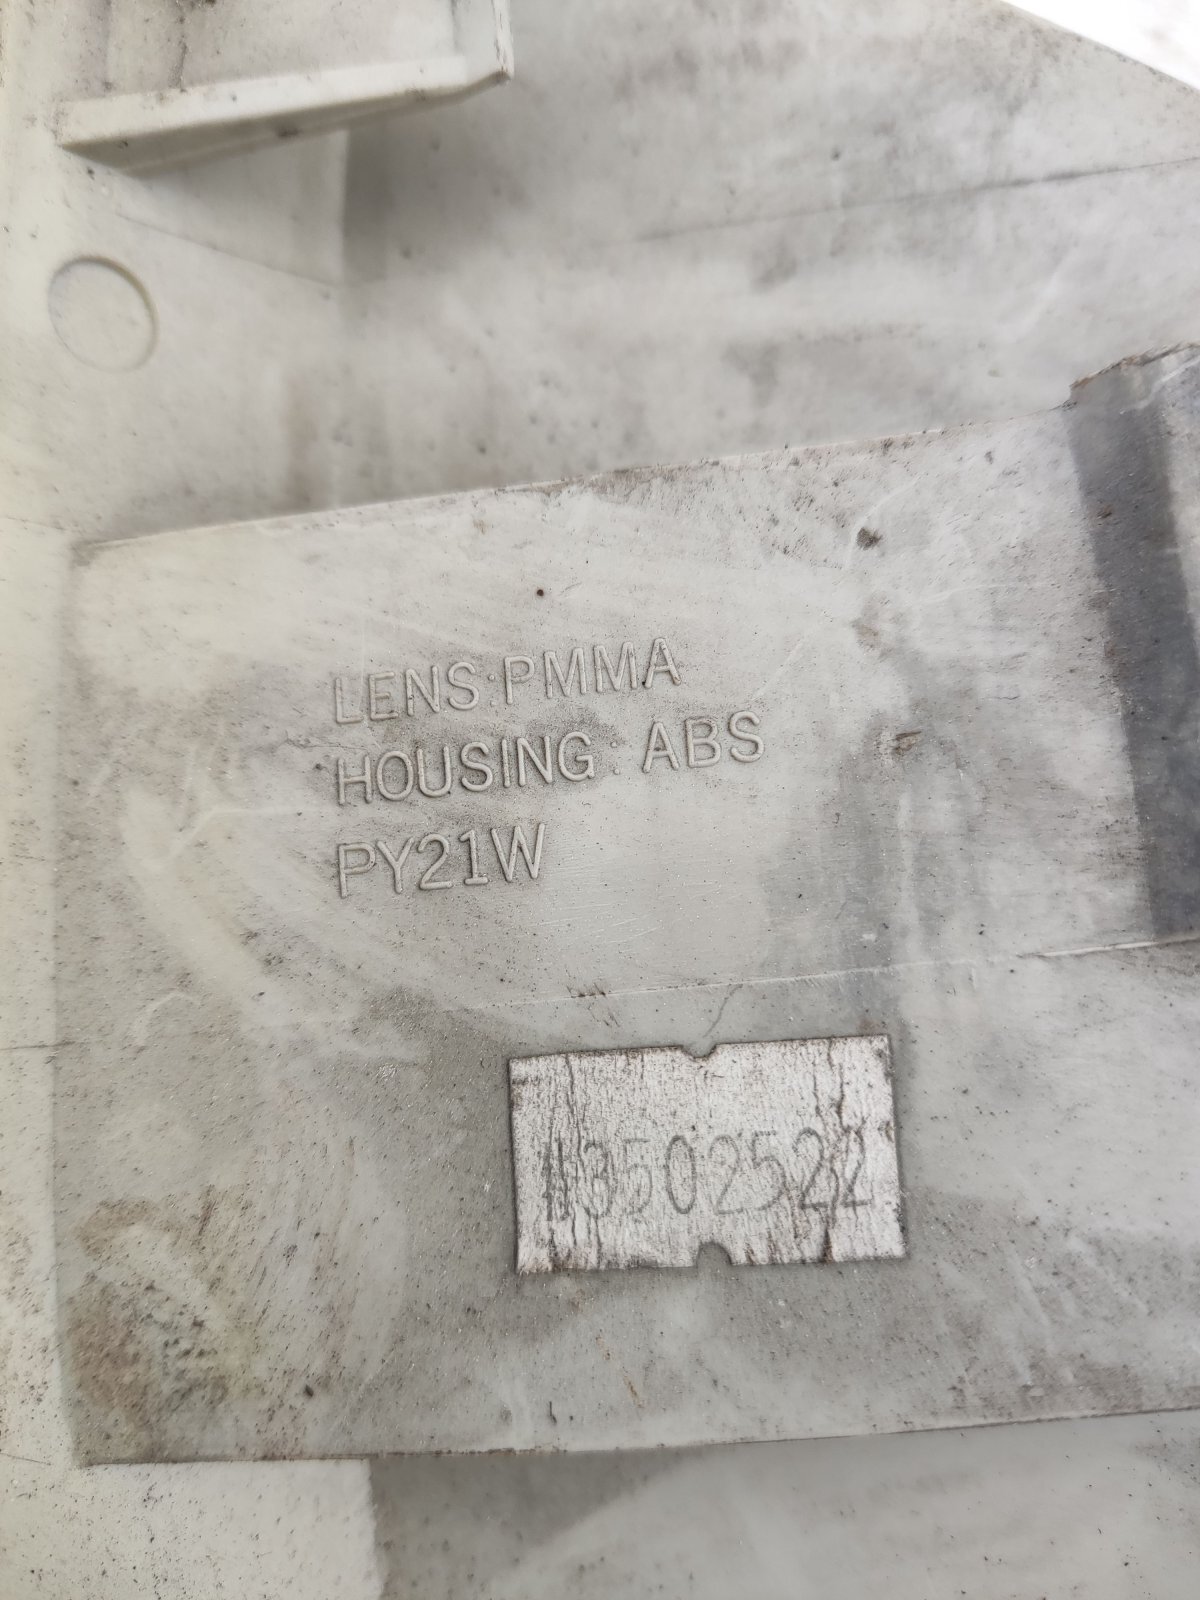 LENS:PMMA
HOUSING:ABS
PY21W
13502522